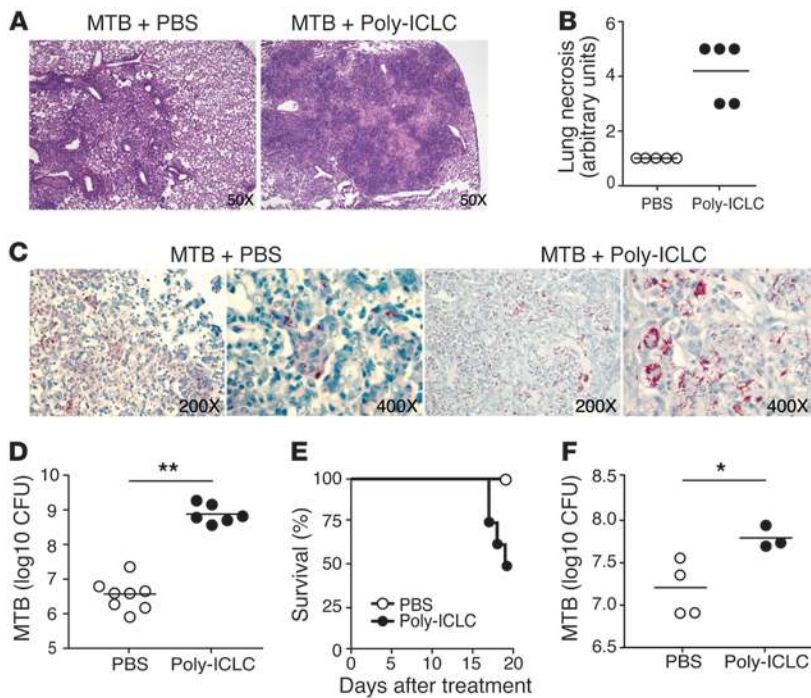 A
MTB + PBS
MTB + Poly-ICLC
50X
50X
B
Lung necrosis
(arbitrary units)
6
4
2
0
PBS
Poly-ICLC
C
MTB + PBS
MTB + Poly-ICLC
200X
400X
200X
400X
D
MTB (log10 CFU)
10
9
8
7
6
5
**
PBS
Poly-ICLC
E
Survival (%)
100
75
50
25
0
PBS
Poly-ICLC
0
5
10
15
20
Days after treatment
F
MTB (log10 CFU)
8.5
8.0
7.5
7.0
6.5
*
PBS
Poly-ICLC